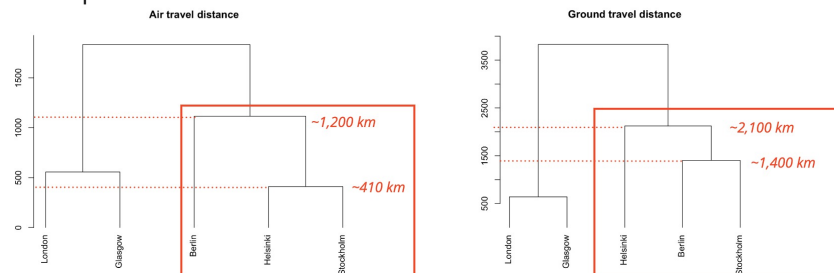 Air travel distance
1500
1000
500
0
~1,200 km
~410 km
London
Glasgow
Berlin
Helsinki
Stockholm
Ground travel distance
3500
2500
1500
500
~2,100 km
~1,400 km
London
Glasgow
Helsinki
Berlin
Stockholm